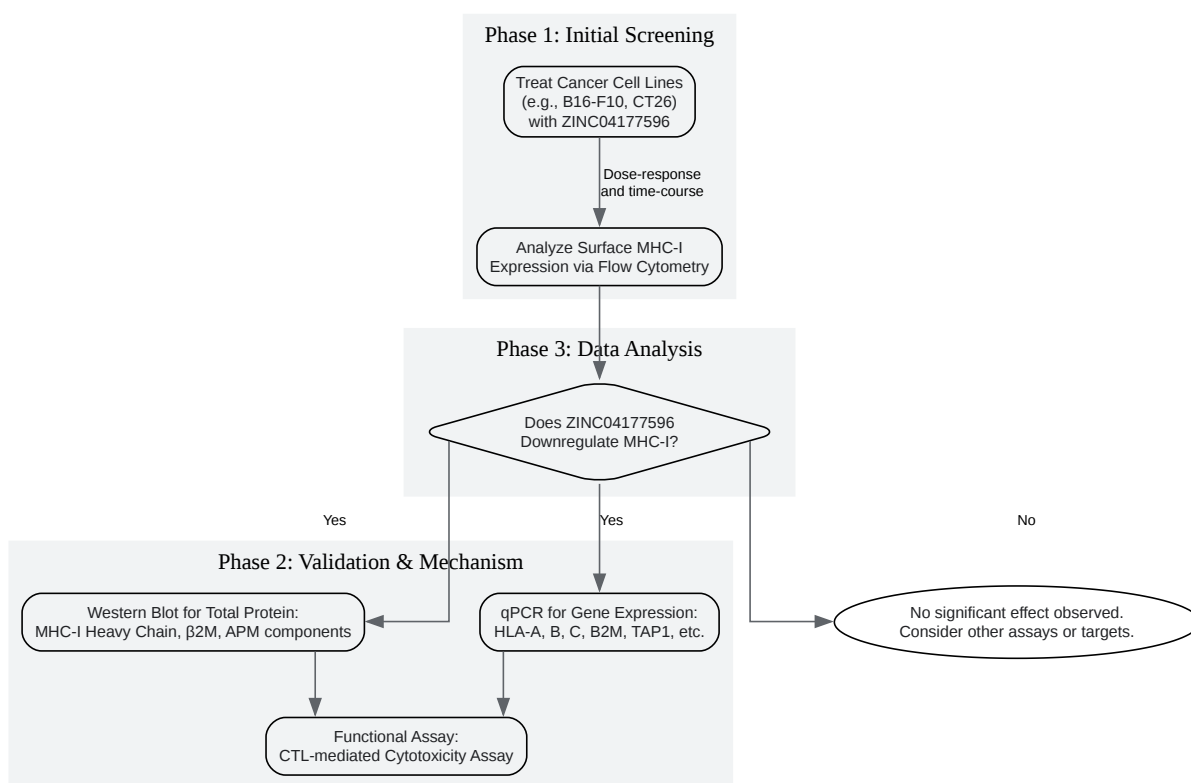 Phase 1: Initial Screening
Treat Cancer Cell Lines
(e.g., B16-F10, CT26)
with ZINC04177596
Dose-response
and time-course
Analyze Surface MHC-I
Expression via Flow Cytometry
Phase 3: Data Analysis
Does ZINC04177596
Downregulate MHC-I?
Yes
Yes
No
Phase 2: Validation & Mechanism
Western Blot for Total Protein:
MHC-I Heavy Chain, β2M, APM components
qPCR for Gene Expression:
HLA-A, B, C, B2M, TAP1, etc.
No significant effect observed.
Consider other assays or targets.
Functional Assay:
CTL-mediated Cytotoxicity Assay